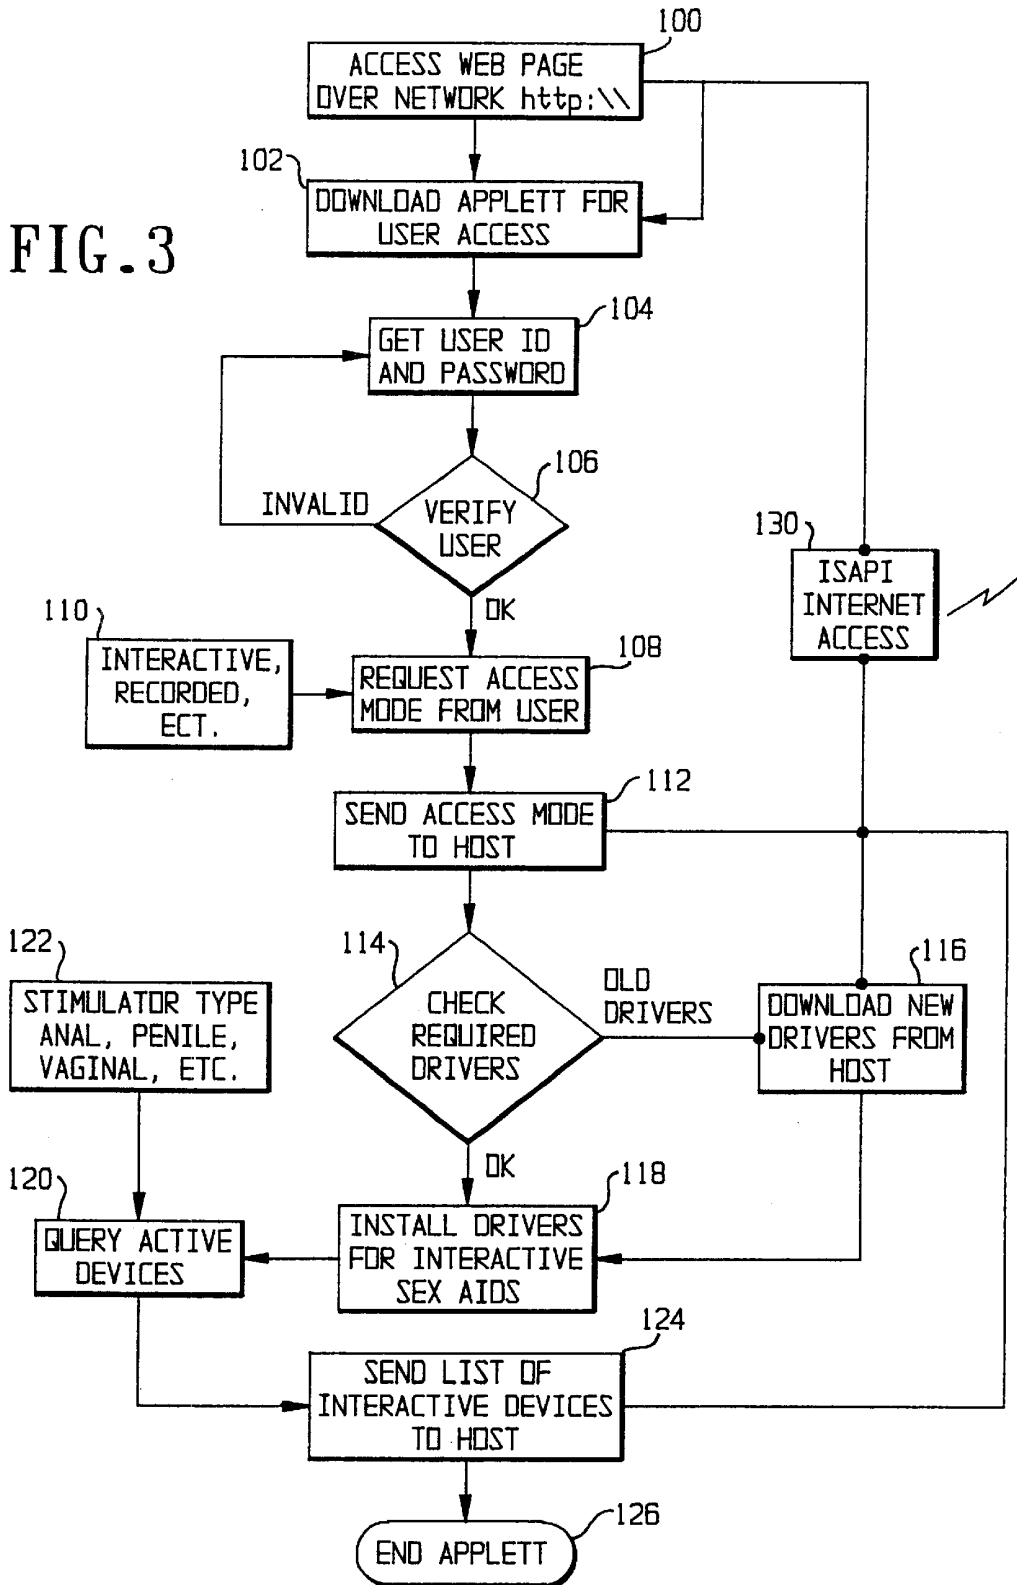 100
ACCESS WEB PAGE
OVER NETWORK http:\\
102
DOWNLOAD APPLETT FOR
USER ACCESS
FIG.3
104
GET USER ID
AND PASSWORD
106
INVALID
VERIFY
USER
OK
130
ISAPI
INTERNET
ACCESS
110
INTERACTIVE,
RECORDED,
ECT.
108
REQUEST ACCESS
MODE FROM USER
112
SEND ACCESS MODE
TO HOST
114
CHECK
REQUIRED
DRIVERS
OLD
DRIVERS
116
DOWNLOAD NEW
DRIVERS FROM
HOST
122
STIMULATOR TYPE
ANAL, PENILE,
VAGINAL, ETC.
OK
120
QUERY ACTIVE
DEVICES
118
INSTALL DRIVERS
FOR INTERACTIVE
SEX AIDS
124
SEND LIST OF
INTERACTIVE DEVICES
TO HOST
126
END APPLETT